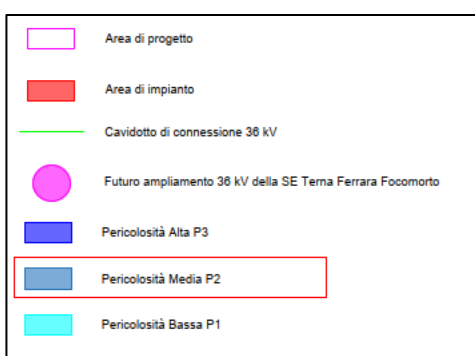 Area di progetto
Area di impianto
Cavidotto di connessione 36 kV
Futuro ampliamento 36 kV della SE Terna Ferrara Focomorto
Pericolosità Alta P3
Pericolosità Media P2
Pericolosità Bassa P1